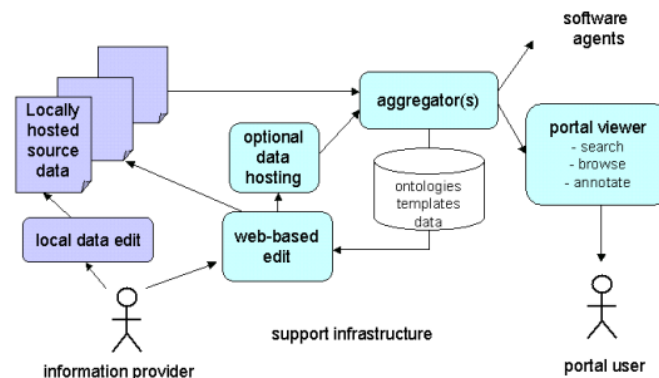 software
agents
Locally
hosted
source
data
aggregator(s)
portal viewer
- search
- browse
- annotate
optional
data
hosting
ontologies
templates
data
local data edit
web-based
edit
support infrastructure
information provider
portal user